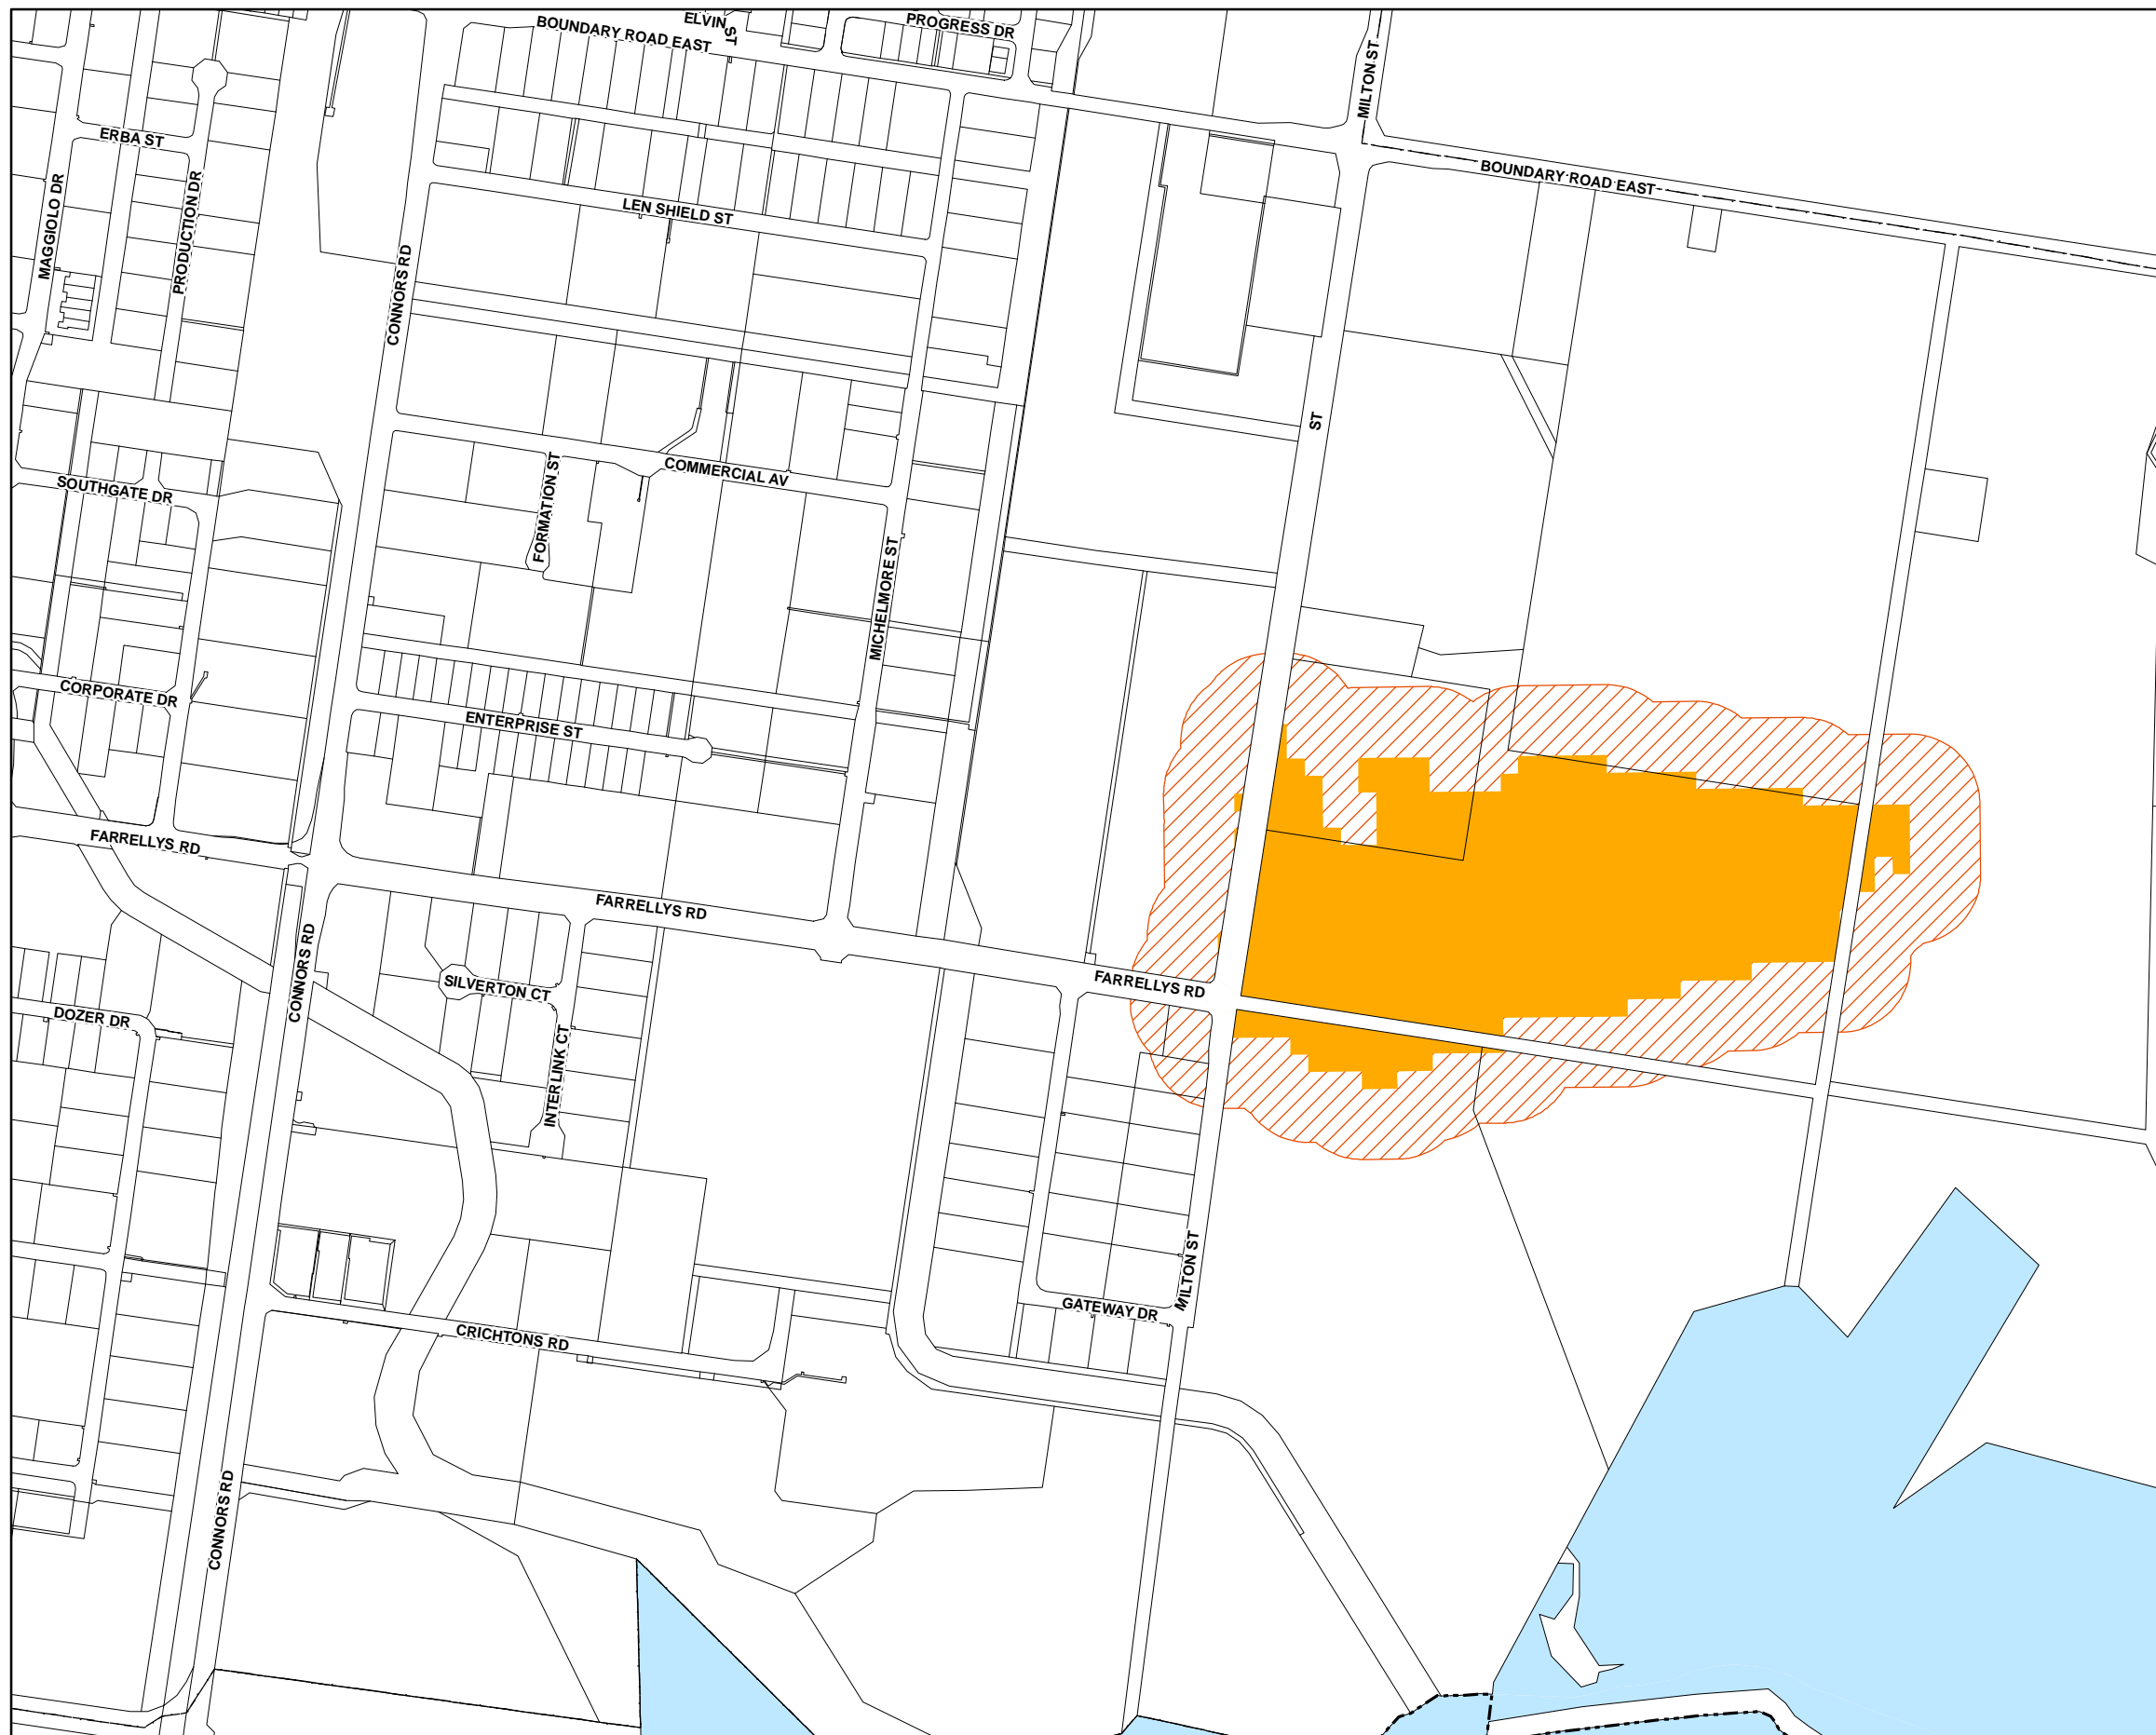 ELVIN ST
PROGRESS DR
BOUNDARY ROAD EAST
MILTON ST
ERBA ST
BOUNDARY ROAD EAST
MAGGIOLO DR
PRODUCTION DR
LEN SHIELD ST
CONNORS RD
ST
COMMERCIAL AV
SOUTHGATE DR
FORMATION ST
MICHELMORE ST
CORPORATE DR
ENTERPRISE ST
FARRELLYS RD
FARRELLYS RD
CONNORS RD
SILVERTON CT
FARRELLYS RD
DOZER DR
INTERLINK CT
MILTON ST
GATEWAY DR
CRICHTONS RD
CONNORS RD